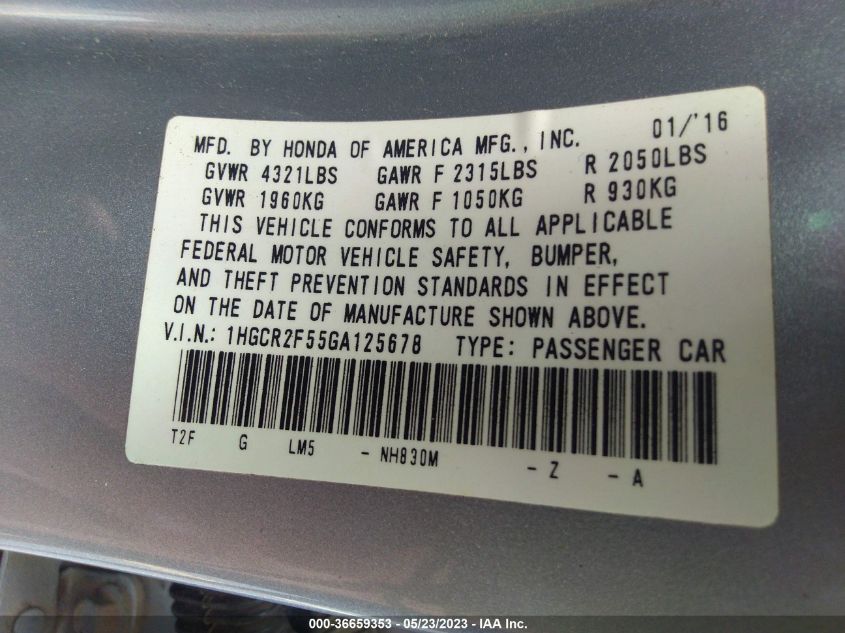 MFD. BY HONDA OF AMERICA MFG., INC. 01/'16
GVWR 4321LBS GAWR F 2315LBS R 2050LBS
GVWR 1960KG GAWR F 1050KG R 930KG
THIS VEHICLE CONFORMS TO ALL APPLICABLE
FEDERAL MOTOR VEHICLE SAFETY, BUMPER,
AND THEFT PREVENTION STANDARDS IN EFFECT
ON THE DATE OF MANUFACTURE SHOWN ABOVE.
V.I.N.: 1HGCR2F55GA125678 TYPE: PASSENGER CAR
T2F G LM5 - NH830M - Z - A
000-36659353 - 05/23/2023 - IAA Inc.